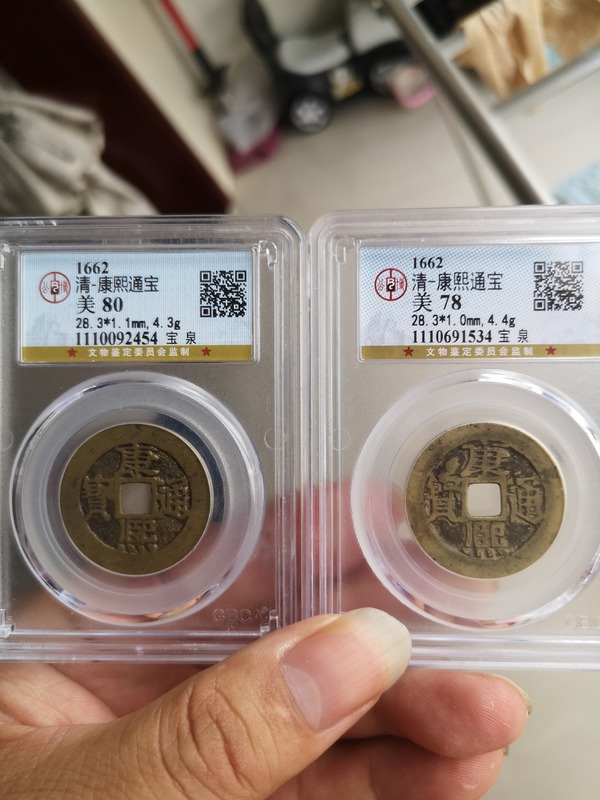 1662
清-康熙通宝
美 80
28.3*1.1mm,4.3g
1110092454 宝 泉
★ 文物鉴定委员会监制 ★
康熙通寶
GBCA
1662
清-康熙通宝
美 78
28.3*1.0mm,4.4g
1110691534 宝 泉
★ 文物鉴定委员会监制 ★
康熙通寶